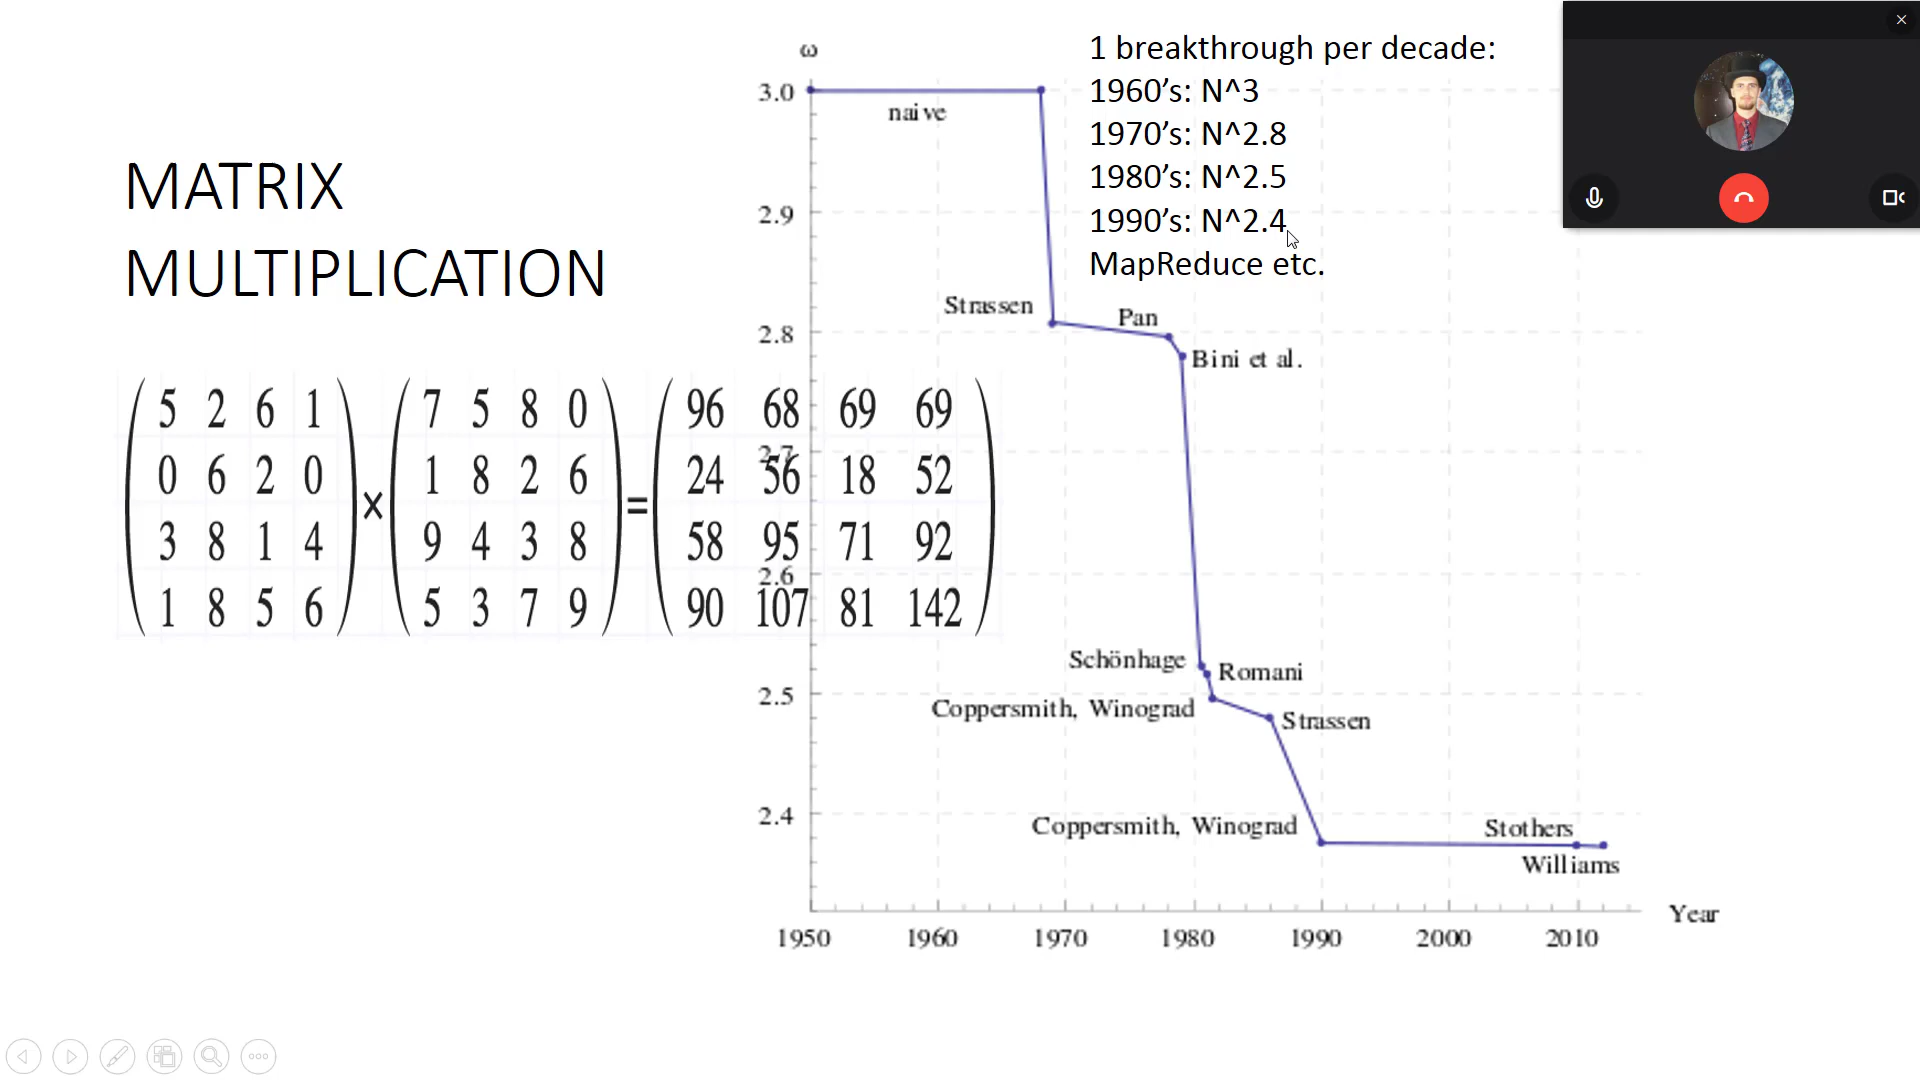 MATRIX
MULTIPLICATION
1 breakthrough per decade:
1960’s: N^3
1970’s: N^2.8
1980’s: N^2.5
1990’s: N^2.4
MapReduce etc.
5 2 6 1
0 6 2 0
3 8 1 4
1 8 5 6
×
7 5 8 0
1 8 2 6
9 4 3 8
5 3 7 9
=
96 68 69 69
24 56 18 52
58 95 71 92
90 107 81 142
ω
3.0
2.9
2.8
2.7
2.6
2.5
2.4
naive
Strassen
Pan
Bini et al.
Schönhage
Romani
Coppersmith, Winograd
Strassen
Coppersmith, Winograd
Stothers
Williams
Year
1950 1960 1970 1980 1990 2000 2010